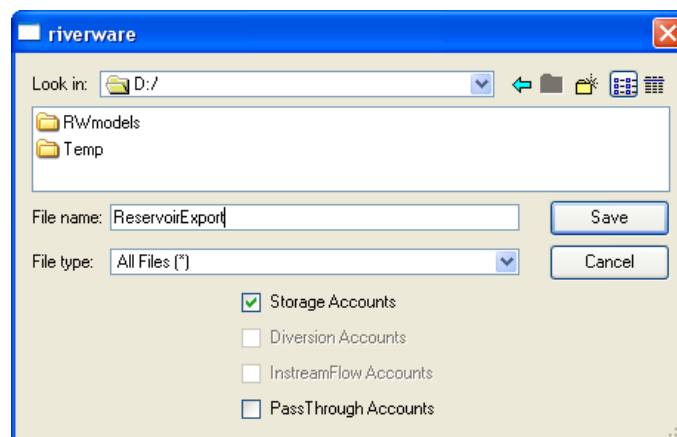 riverware
Look in: D:/
RWmodels
Temp
File name: ReservoirExport
Save
File type: All Files (*)
Cancel
Storage Accounts
Diversion Accounts
InstreamFlow Accounts
PassThrough Accounts